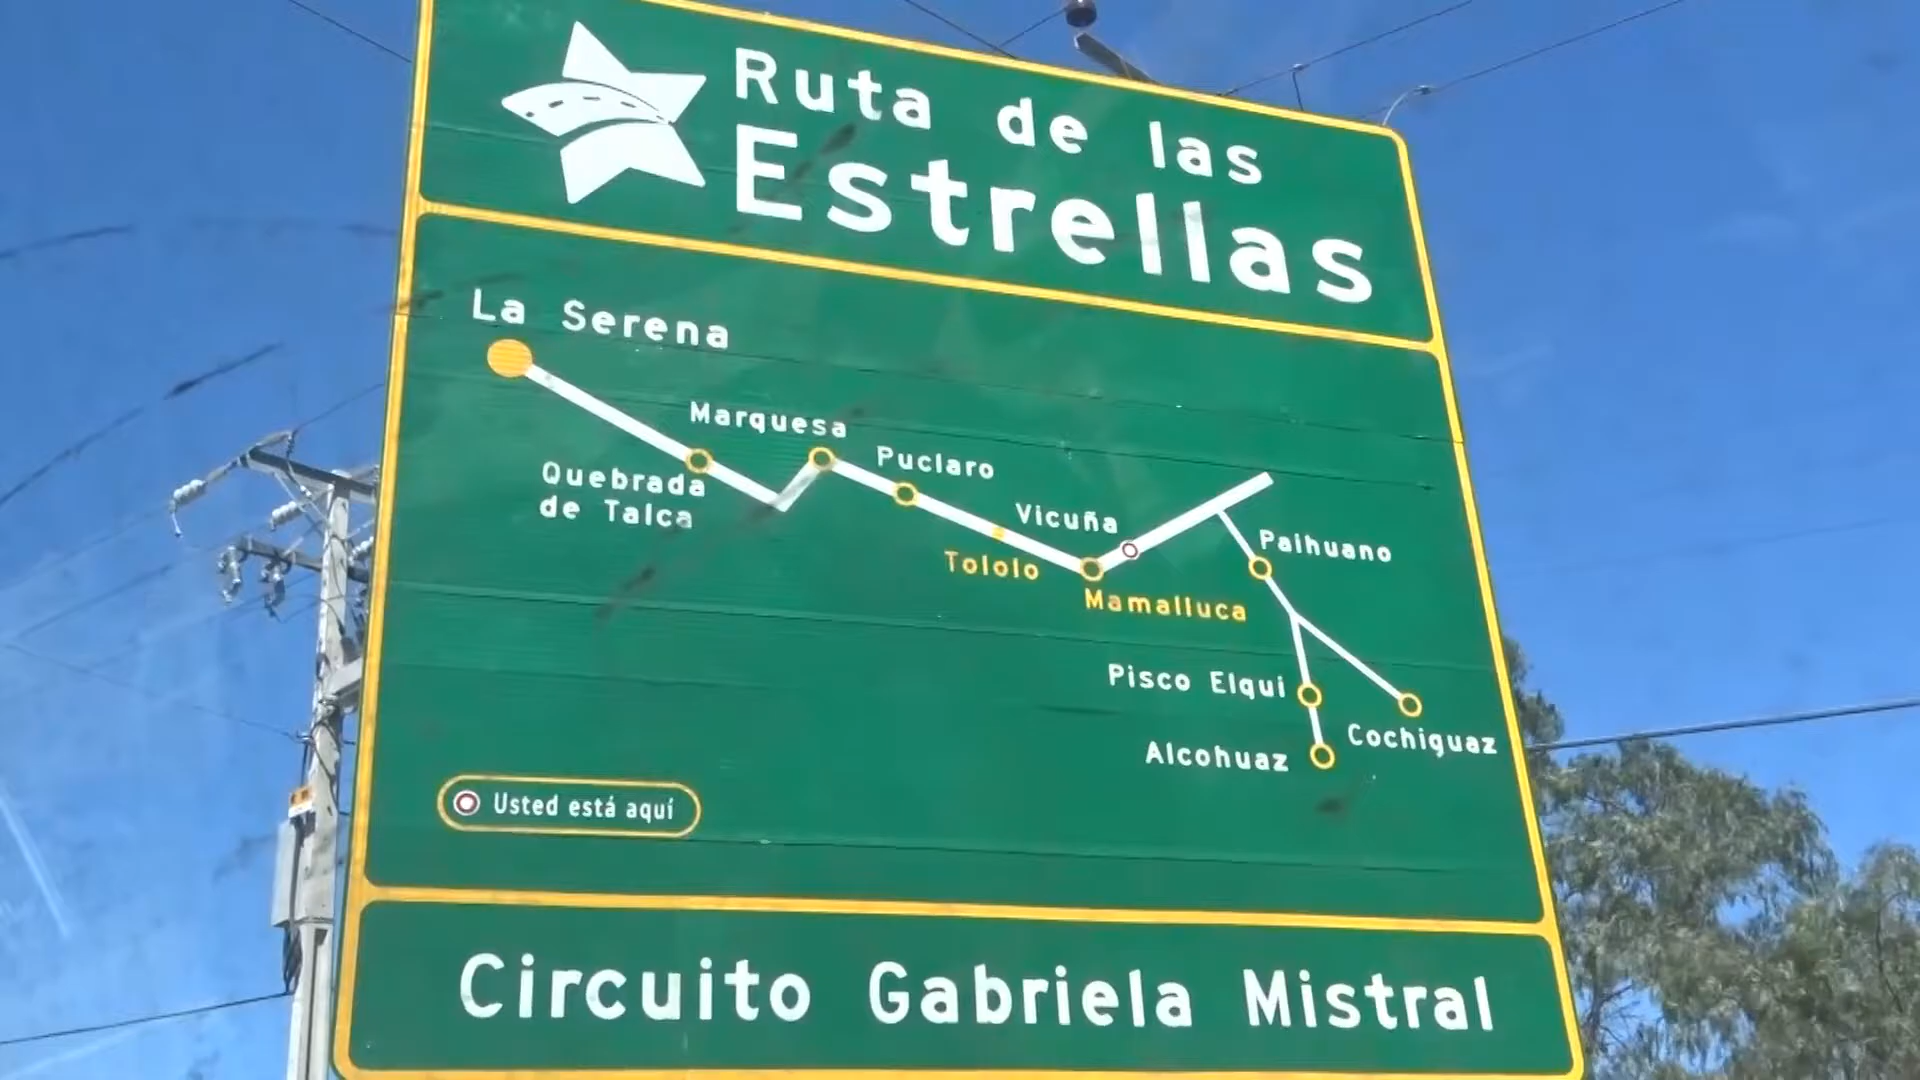 Ruta de las
Estrellas
La Serena
Marquesa
Puclaro
Quebrada
de Talca
Vicuña
Paihuano
Tololo
Mamalluca
Pisco Elqui
Cochiguaz
Alcohuaz
Usted está aquí
Circuito Gabriela Mistral